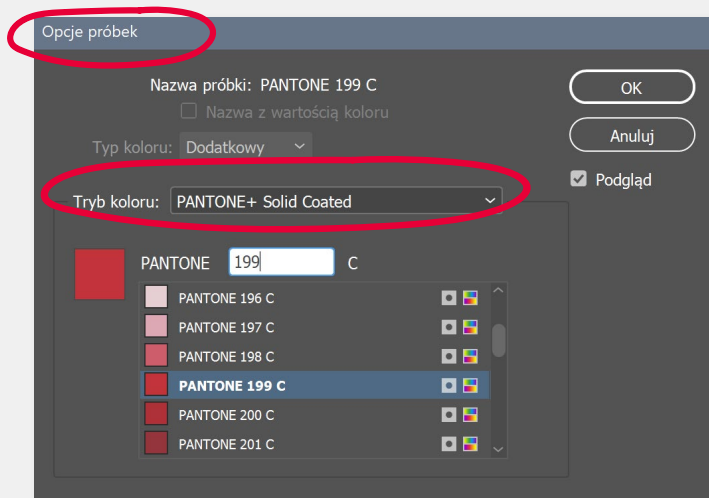 Opcje próbek
Nazwa próbki: PANTONE 199 C
Nazwa z wartością koloru
Typ koloru: Dodatkowy
OK
Anuluj
Podgląd
Tryb koloru: PANTONE+ Solid Coated
PANTONE 199 C
PANTONE 196 C
PANTONE 197 C
PANTONE 198 C
PANTONE 199 C
PANTONE 200 C
PANTONE 201 C